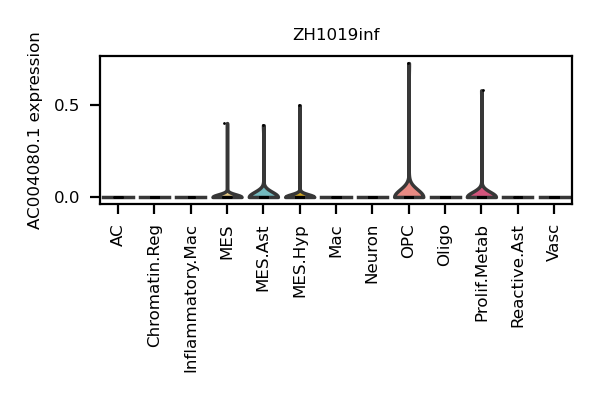 ZH1019inf
AC004080.1 expression
0.5
0.0
AC
Chromatin.Reg
Inflammatory.Mac
MES
MES.Ast
MES.Hyp
Mac
Neuron
OPC
Oligo
Prolif.Metab
Reactive.Ast
Vasc